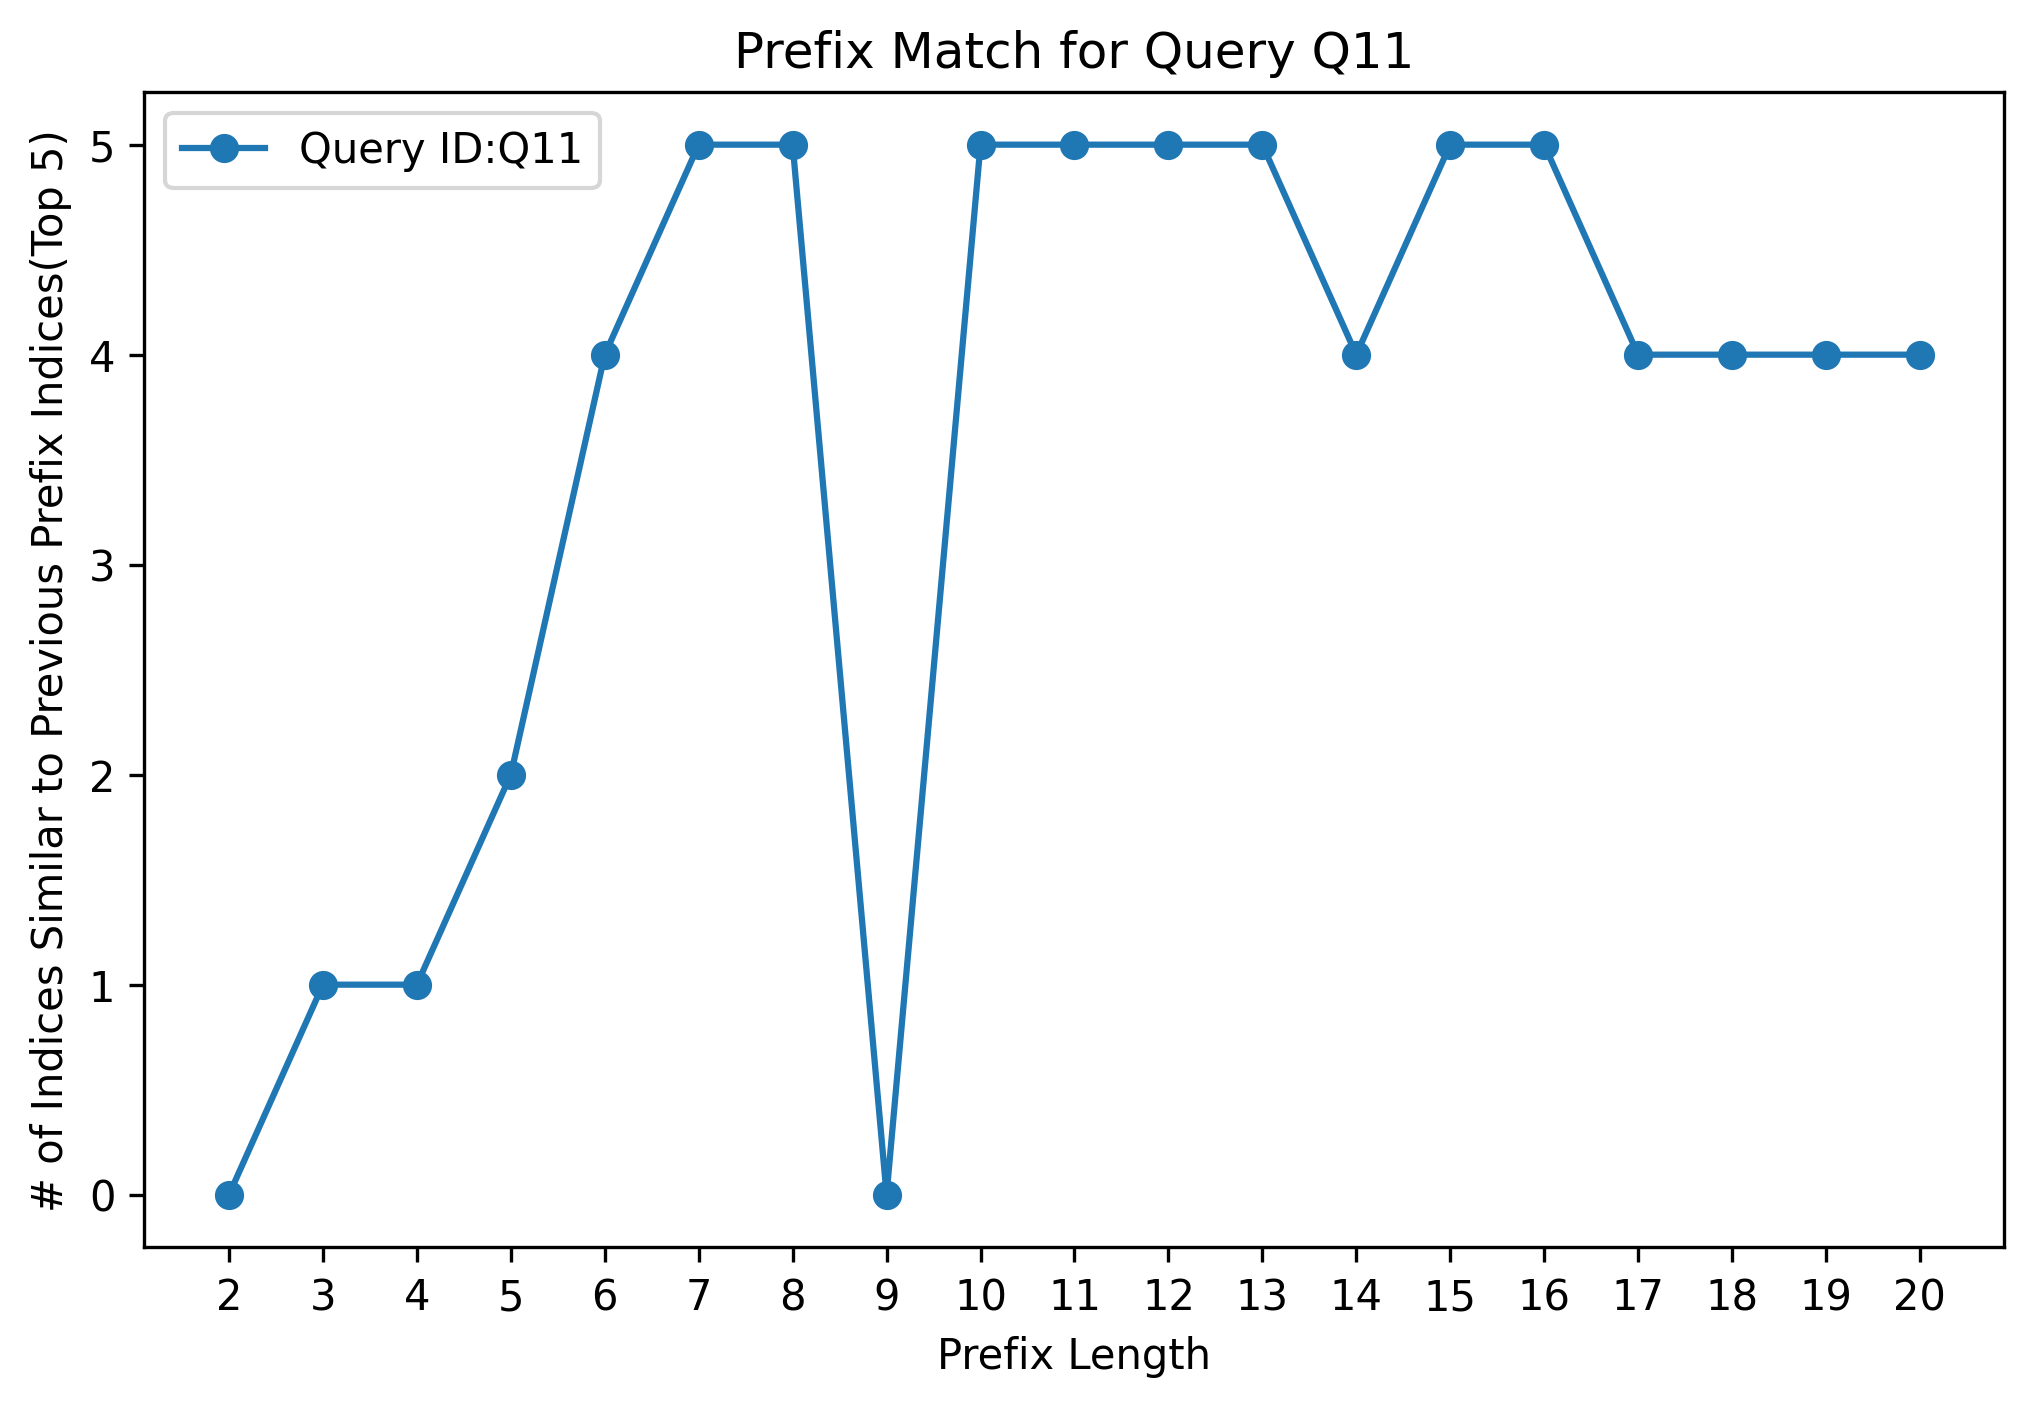 Prefix Match for Query Q11
Query ID:Q11
# of Indices Similar to Previous Prefix Indices(Top 5)
5
4
3
2
1
0
2 3 4 5 6 7 8 9 10 11 12 13 14 15 16 17 18 19 20
Prefix Length